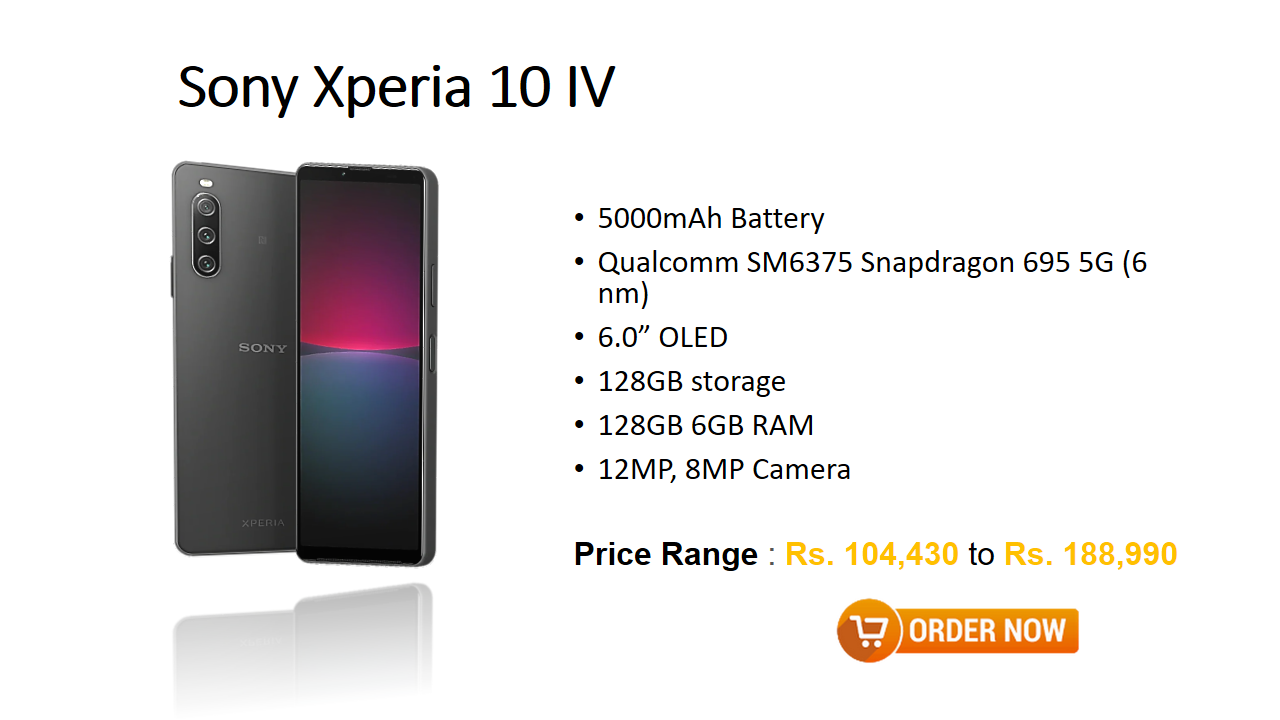 Sony Xperia 10 IV
SONY
XPERIA
• 5000mAh Battery
• Qualcomm SM6375 Snapdragon 695 5G (6
nm)
• 6.0” OLED
• 128GB storage
• 128GB 6GB RAM
• 12MP, 8MP Camera
Price Range : Rs. 104,430 to Rs. 188,990
ORDER NOW